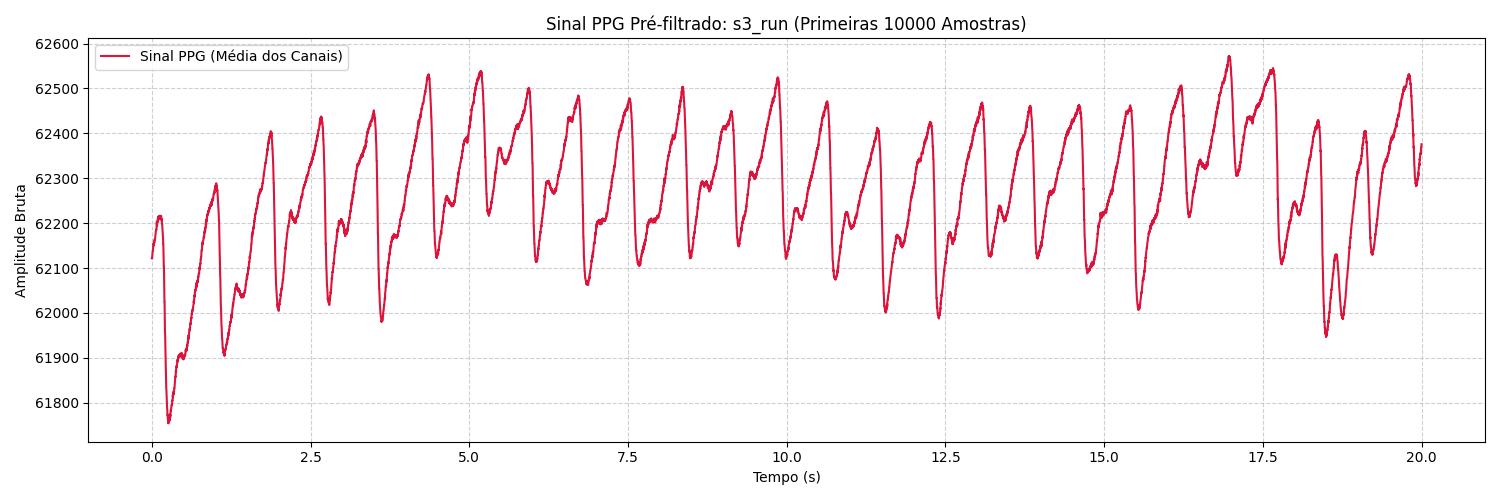 Sinal PPG Pré-filtrado: s3_run (Primeiras 10000 Amostras)
Sinal PPG (Média dos Canais)
Amplitude Bruta
62600
62500
62400
62300
62200
62100
62000
61900
61800
0.0 2.5 5.0 7.5 10.0 12.5 15.0 17.5 20.0
Tempo (s)